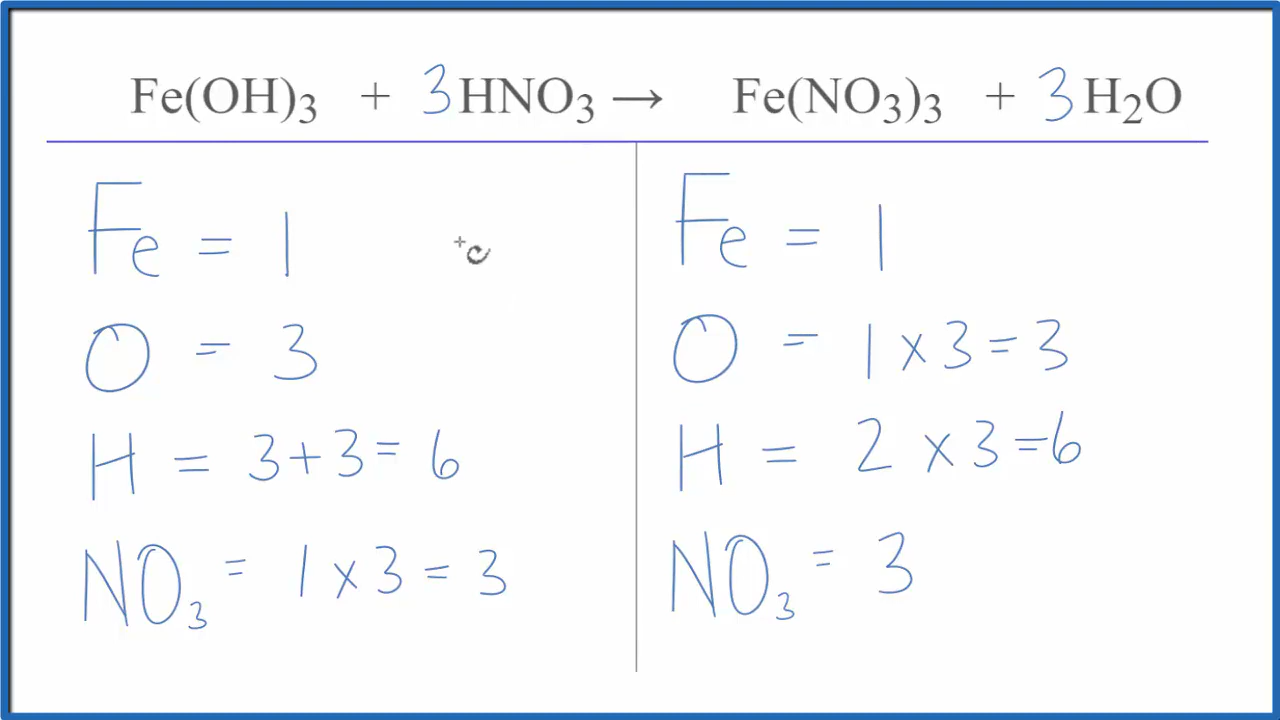 Fe(OH)₃ + 3HNO₃ → Fe(NO₃)₃ + 3H₂O
Fe = 1
O = 3
H = 3+3= 6
NO₃ = 1 x 3 = 3
Fe = 1
O = 1 x 3 = 3
H = 2 x 3 = 6
NO₃ = 3